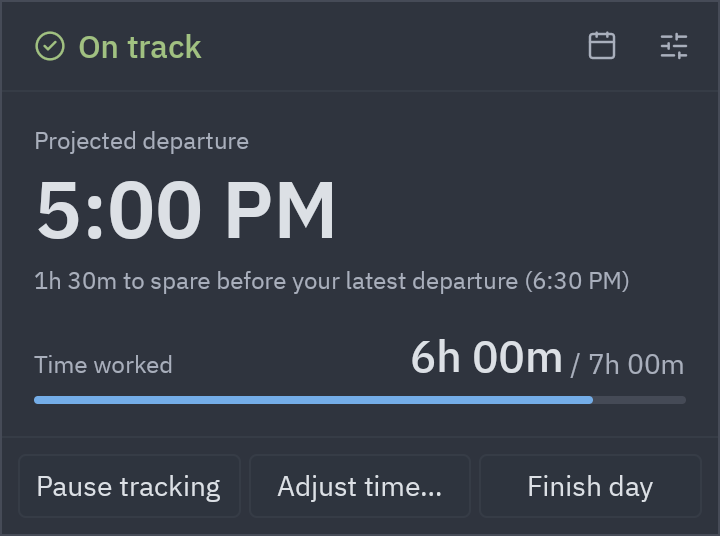 On track
Projected departure
5:00 PM
1h 30m to spare before your latest departure (6:30 PM)
Time worked
6h 00m / 7h 00m
Pause tracking
Adjust time...
Finish day